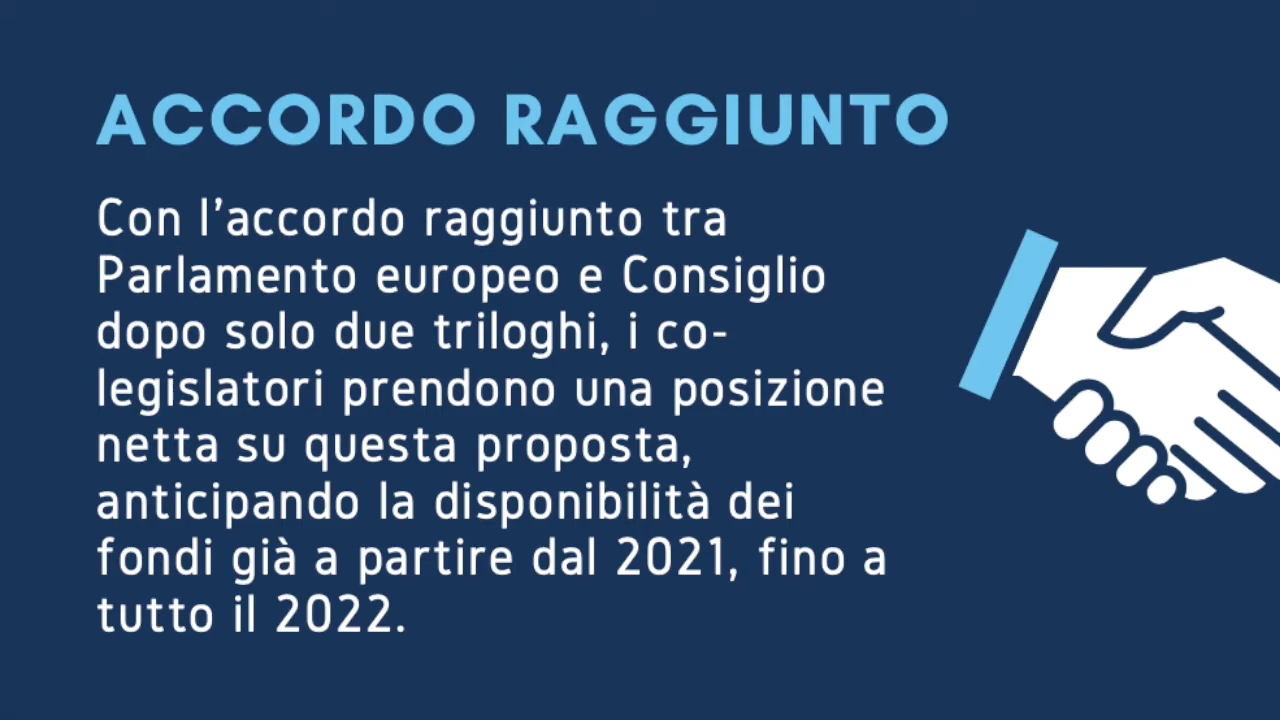 ACCORDO RAGGIUNTO
Con l’accordo raggiunto tra
Parlamento europeo e Consiglio
dopo solo due triloghi, i co-
legislatori prendono una posizione
netta su questa proposta,
anticipando la disponibilità dei
fondi già a partire dal 2021, fino a
tutto il 2022.